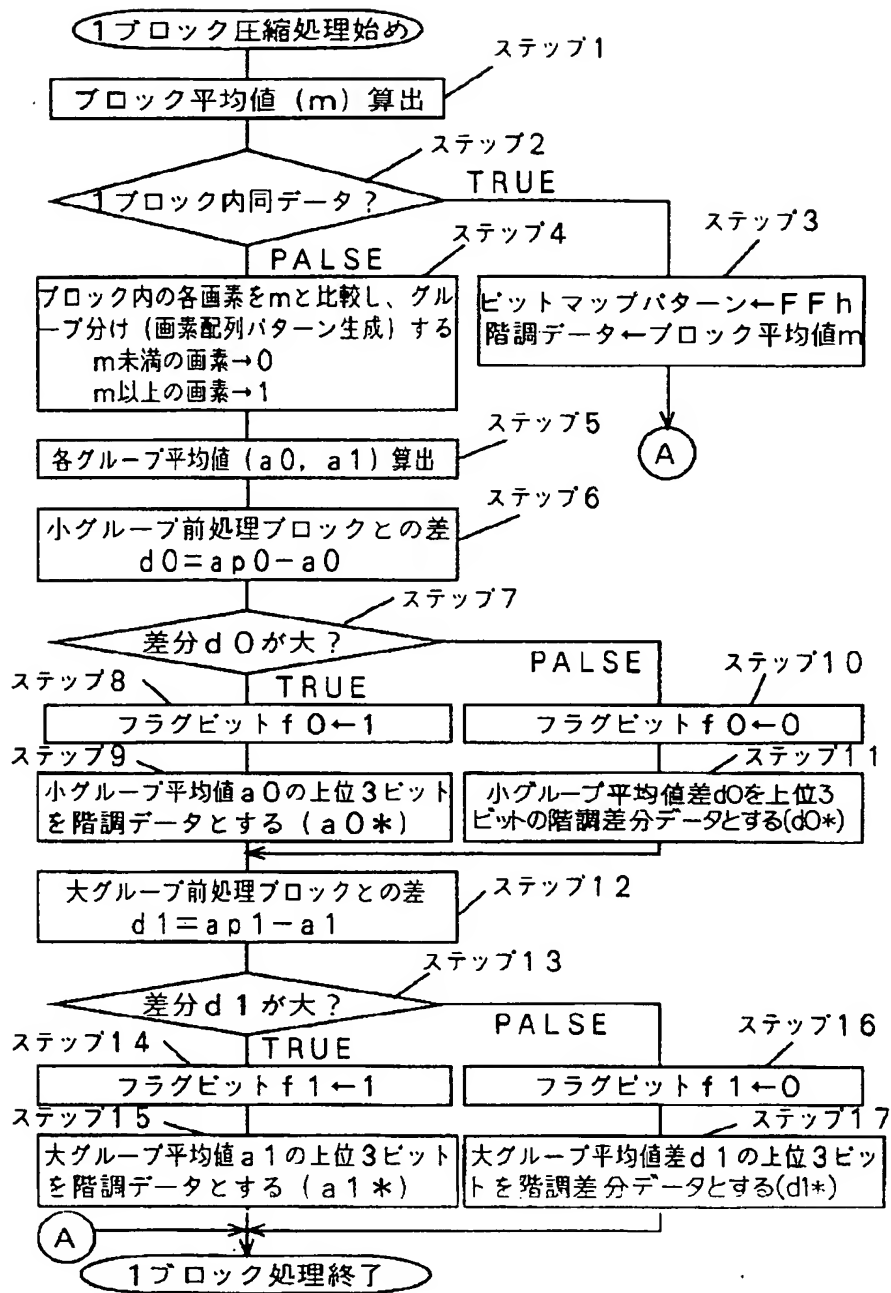 1ブロック圧縮処理始め
ステップ1
ブロック平均値(m)算出
ステップ2
1ブロック内同データ?
TRUE
PALSE
ステップ4
ステップ3
ブロック内の各画素をmと比較し、グル
ープ分け(画素配列パターン生成)する
m未満の画素→0
m以上の画素→1
ビットマップパターン←FFh
階調データ←ブロック平均値m
A
ステップ5
各グループ平均値(a0,a1)算出
ステップ6
小グループ前処理ブロックとの差
d0=ap0-a0
ステップ7
差分d0が大?
PALSE
TRUE
ステップ8
フラグビットf0←1
ステップ10
フラグビットf0←0
ステップ9
小グループ平均値a0の上位3ビット
を階調データとする(a0*)
ステップ11
小グループ平均値差d0を上位3
ビットの階調差分データとする(d0*)
ステップ12
大グループ前処理ブロックとの差
d1=ap1-a1
ステップ13
差分d1が大?
PALSE
TRUE
ステップ14
フラグビットf1←1
ステップ16
フラグビットf1←0
ステップ15
大グループ平均値a1の上位3ビット
を階調データとする(a1*)
ステップ17
大グループ平均値差d1の上位3ビッ
トを階調差分データとする(d1*)
A
1ブロック処理終了